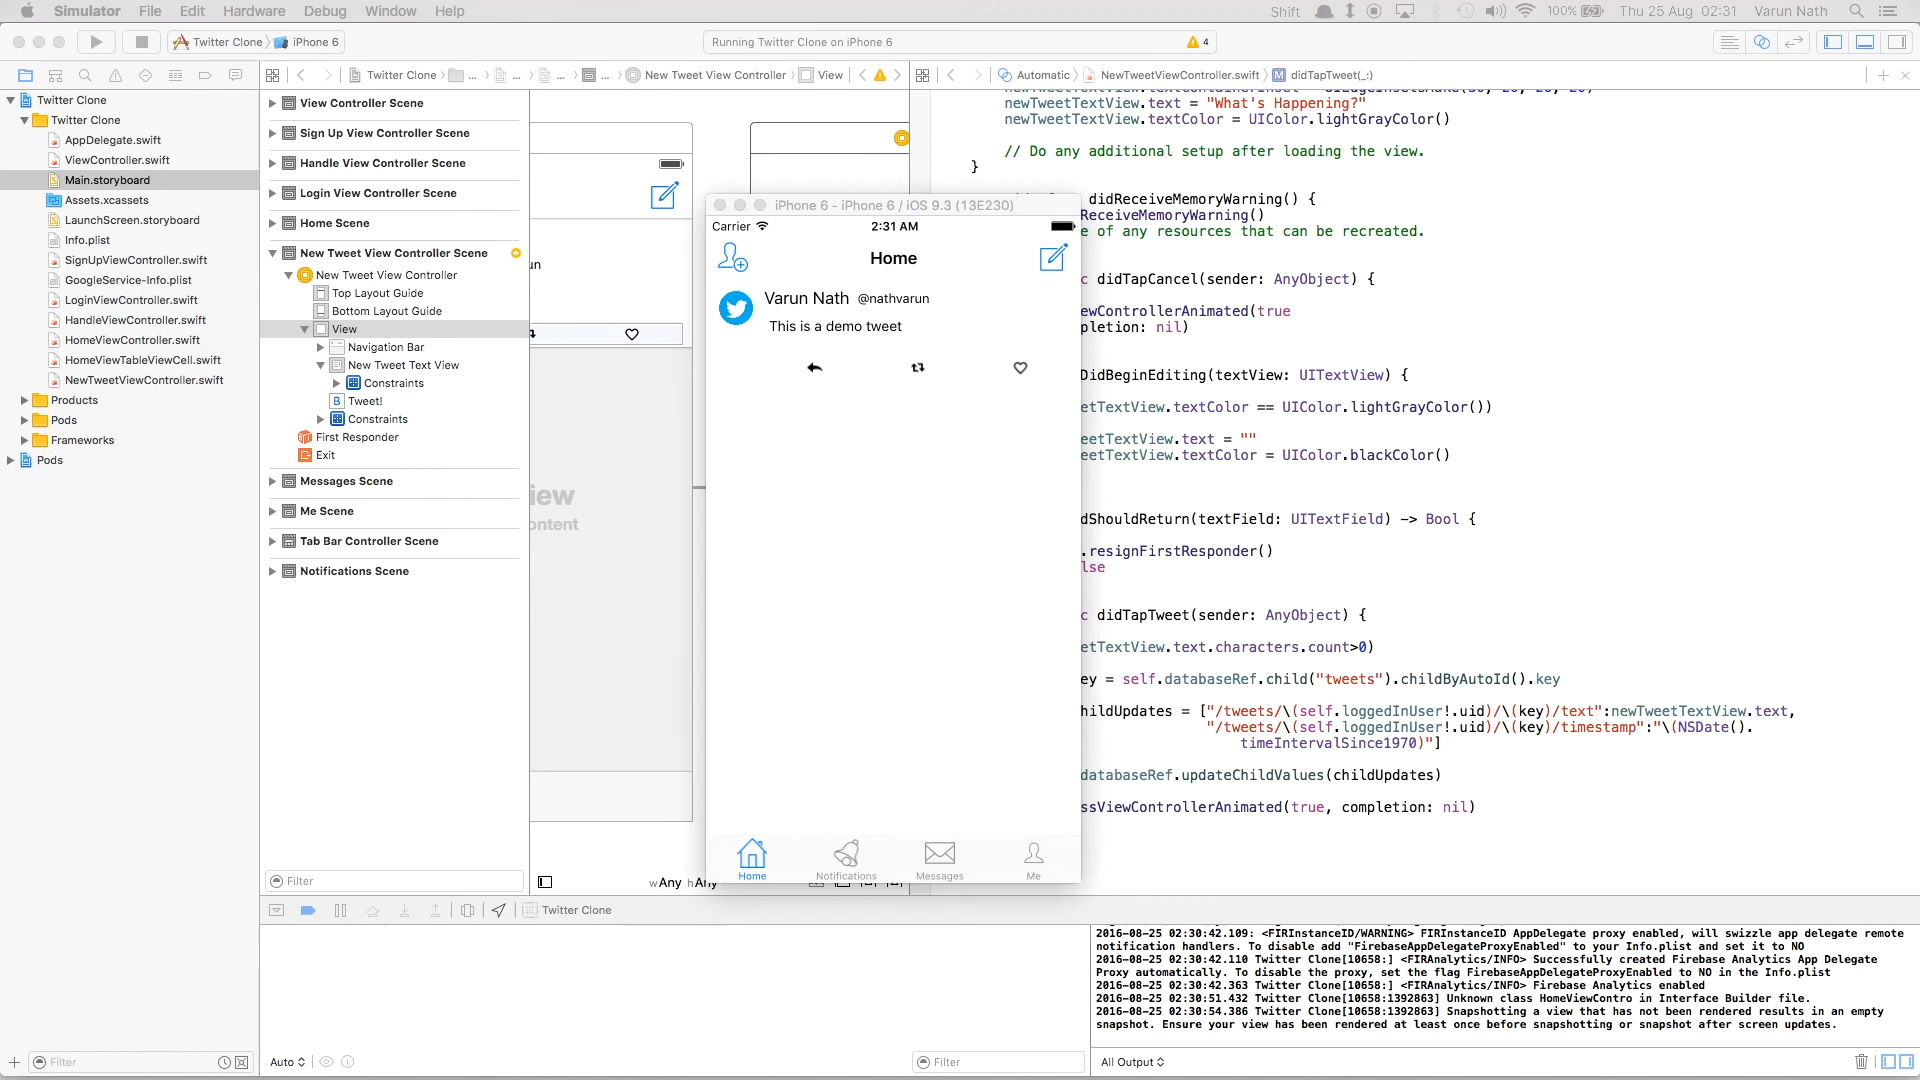 Simulator File Edit Hardware Debug Window Help
Shift 100% Thu 25 Aug 02:31 Varun Nath
Twitter Clone iPhone 6
Running Twitter Clone on iPhone 6
4
Twitter Clone ... ... ... ... New Tweet View Controller View
Automatic NewTweetViewController.swift M didTapTweet(_:)
Twitter Clone
Twitter Clone
AppDelegate.swift
ViewController.swift
Main.storyboard
Assets.xcassets
LaunchScreen.storyboard
Info.plist
SignUpViewController.swift
GoogleService-Info.plist
LoginViewController.swift
HandleViewController.swift
HomeViewController.swift
HomeViewTableViewCell.swift
NewTweetViewController.swift
Products
Pods
Frameworks
Pods
Filter
View Controller Scene
Sign Up View Controller Scene
Handle View Controller Scene
Login View Controller Scene
Home Scene
New Tweet View Controller Scene
New Tweet View Controller
Top Layout Guide
Bottom Layout Guide
View
Navigation Bar
New Tweet Text View
Constraints
B Tweet!
Constraints
First Responder
Exit
Messages Scene
Me Scene
Tab Bar Controller Scene
Notifications Scene
Filter
un
iew
ontent
wAny hAny
iPhone 6 - iPhone 6 / iOS 9.3 (13E230)
Carrier 2:31 AM
Home
Varun Nath @nathvarun
This is a demo tweet
Home Notifications Messages Me
newTweetTextView.text = "What's Happening?"
newTweetTextView.textColor = UIColor.lightGrayColor()
// Do any additional setup after loading the view.
}
didReceiveMemoryWarning() {
ReceiveMemoryWarning()
e of any resources that can be recreated.
c didTapCancel(sender: AnyObject) {
ewControllerAnimated(true
pletion: nil)
DidBeginEditing(textView: UITextView) {
etTextView.textColor == UIColor.lightGrayColor())
eetTextView.text = ""
eetTextView.textColor = UIColor.blackColor()
dShouldReturn(textField: UITextField) -> Bool {
.resignFirstResponder()
lse
c didTapTweet(sender: AnyObject) {
etTextView.text.characters.count>0)
ey = self.databaseRef.child("tweets").childByAutoId().key
hildUpdates = ["/tweets/\(self.loggedInUser!.uid)/\(key)/text":newTweetTextView.text,
"/tweets/\(self.loggedInUser!.uid)/\(key)/timestamp":"\(NSDate().
timeIntervalSince1970)"]
databaseRef.updateChildValues(childUpdates)
ssViewControllerAnimated(true, completion: nil)
Twitter Clone
2016-08-25 02:30:42.109: <FIRInstanceID/WARNING> FIRInstanceID AppDelegate proxy enabled, will swizzle app delegate remote
notification handlers. To disable add "FirebaseAppDelegateProxyEnabled" to your Info.plist and set it to NO
2016-08-25 02:30:42.110 Twitter Clone[10658:] <FIRAnalytics/INFO> Successfully created Firebase Analytics App Delegate
Proxy automatically. To disable the proxy, set the flag FirebaseAppDelegateProxyEnabled to NO in the Info.plist
2016-08-25 02:30:42.363 Twitter Clone[10658:] <FIRAnalytics/INFO> Firebase Analytics enabled
2016-08-25 02:30:51.432 Twitter Clone[10658:1392863] Unknown class HomeViewContro in Interface Builder file.
2016-08-25 02:30:54.386 Twitter Clone[10658:1392863] Snapshotting a view that has not been rendered results in an empty
snapshot. Ensure your view has been rendered at least once before snapshotting or snapshot after screen updates.
Auto
Filter
All Output